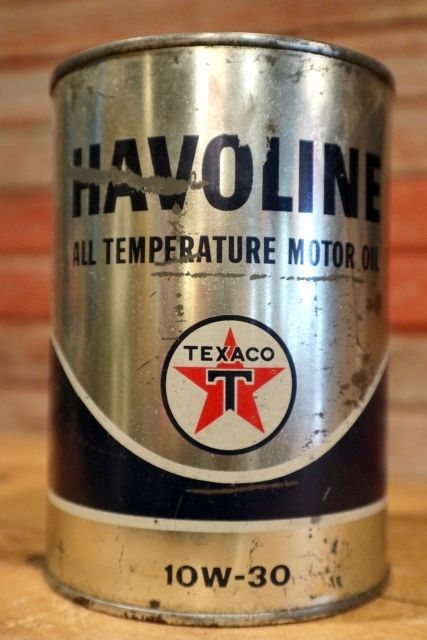 HAVOLINE
ALL TEMPERATURE MOTOR OIL
TEXACO
T
10W-30